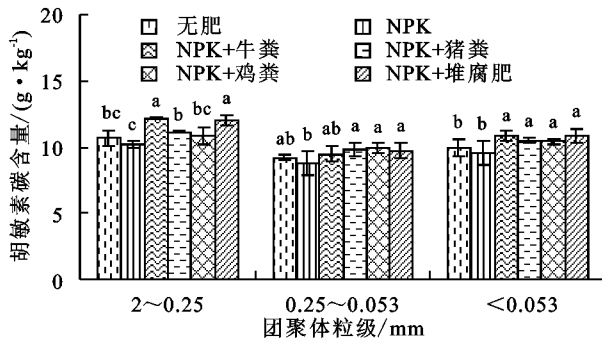 20
15
10
5
0
胡敏素碳含量/(g·kg⁻¹)
无肥 NPK
NPK+牛粪 NPK+猪粪
NPK+鸡粪 NPK+堆腐肥
bc c a b bc a
ab b ab a a a
b b a a a a
2～0.25 0.25～0.053 <0.053
团聚体粒级/mm